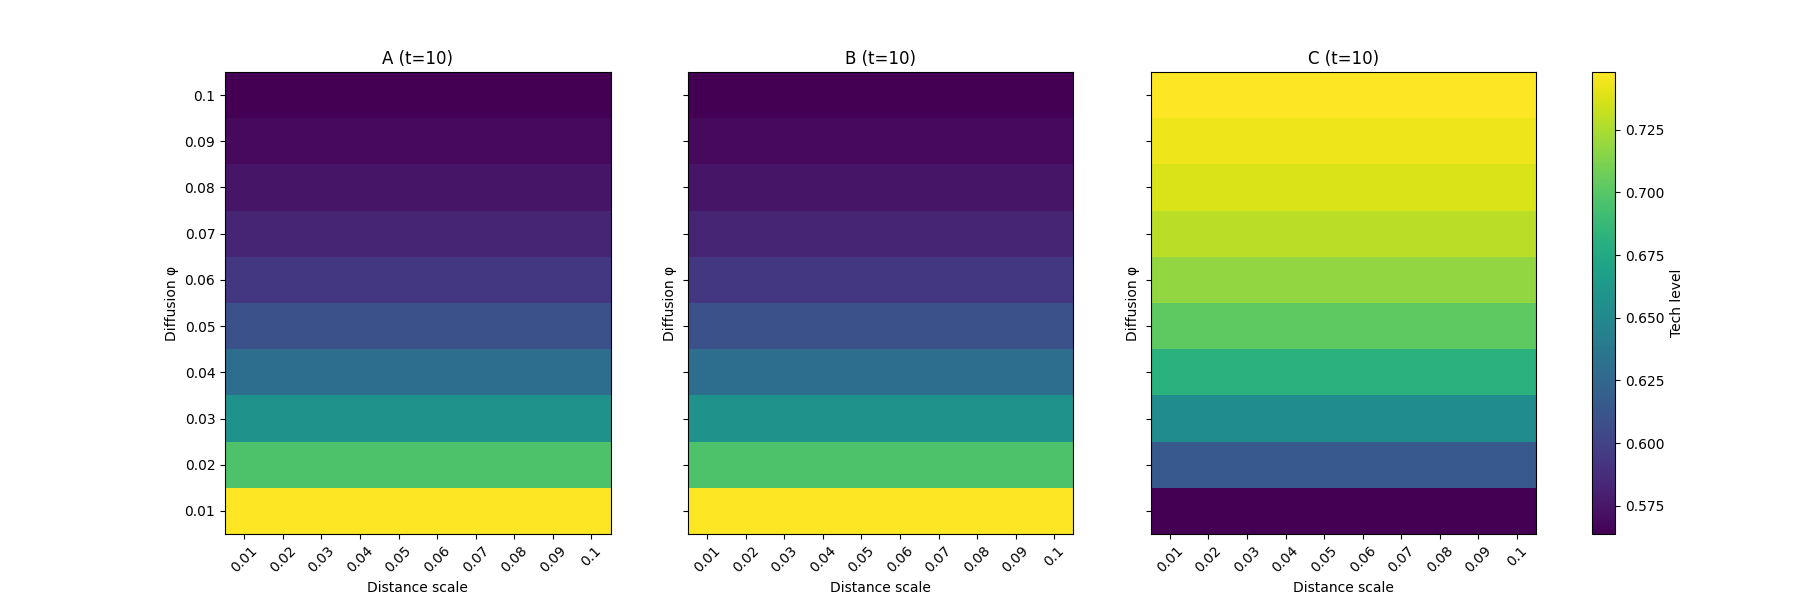 A (t=10)
B (t=10)
C (t=10)
Diffusion φ
0.1
0.09
0.08
0.07
0.06
0.05
0.04
0.03
0.02
0.01
0.01 0.02 0.03 0.04 0.05 0.06 0.07 0.08 0.09 0.1
Distance scale
Diffusion φ
0.01 0.02 0.03 0.04 0.05 0.06 0.07 0.08 0.09 0.1
Distance scale
Diffusion φ
0.01 0.02 0.03 0.04 0.05 0.06 0.07 0.08 0.09 0.1
Distance scale
0.725
0.700
0.675
0.650
0.625
0.600
0.575
Tech level